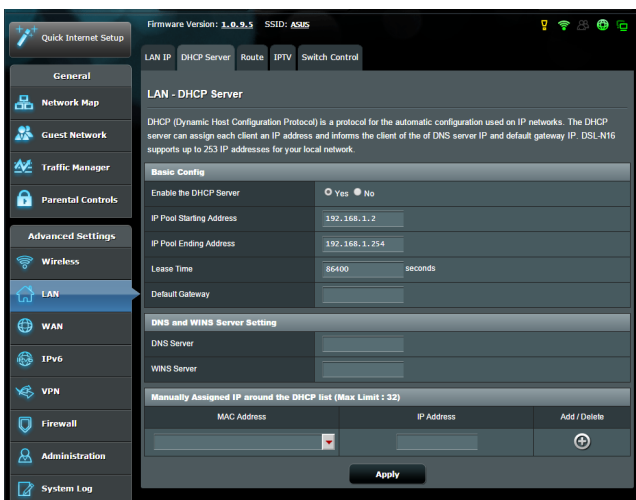 Quick Internet Setup
General
Network Map
Guest Network
Traffic Manager
Parental Controls
Advanced Settings
Wireless
LAN
WAN
IPv6
VPN
Firewall
Administration
System Log
Firmware Version: 1.0.9.5 SSID: ASUS
LAN IP DHCP Server Route IPTV Switch Control
LAN - DHCP Server
DHCP (Dynamic Host Configuration Protocol) is a protocol for the automatic configuration used on IP networks. The DHCP
server can assign each client an IP address and informs the client of the of DNS server IP and default gateway IP. DSL-N16
supports up to 253 IP addresses for your local network.
Basic Config
Enable the DHCP Server Yes No
IP Pool Starting Address 192.168.1.2
IP Pool Ending Address 192.168.1.254
Lease Time 86400 seconds
Default Gateway
DNS and WINS Server Setting
DNS Server
WINS Server
Manually Assigned IP around the DHCP list (Max Limit : 32)
MAC Address IP Address Add / Delete
Apply